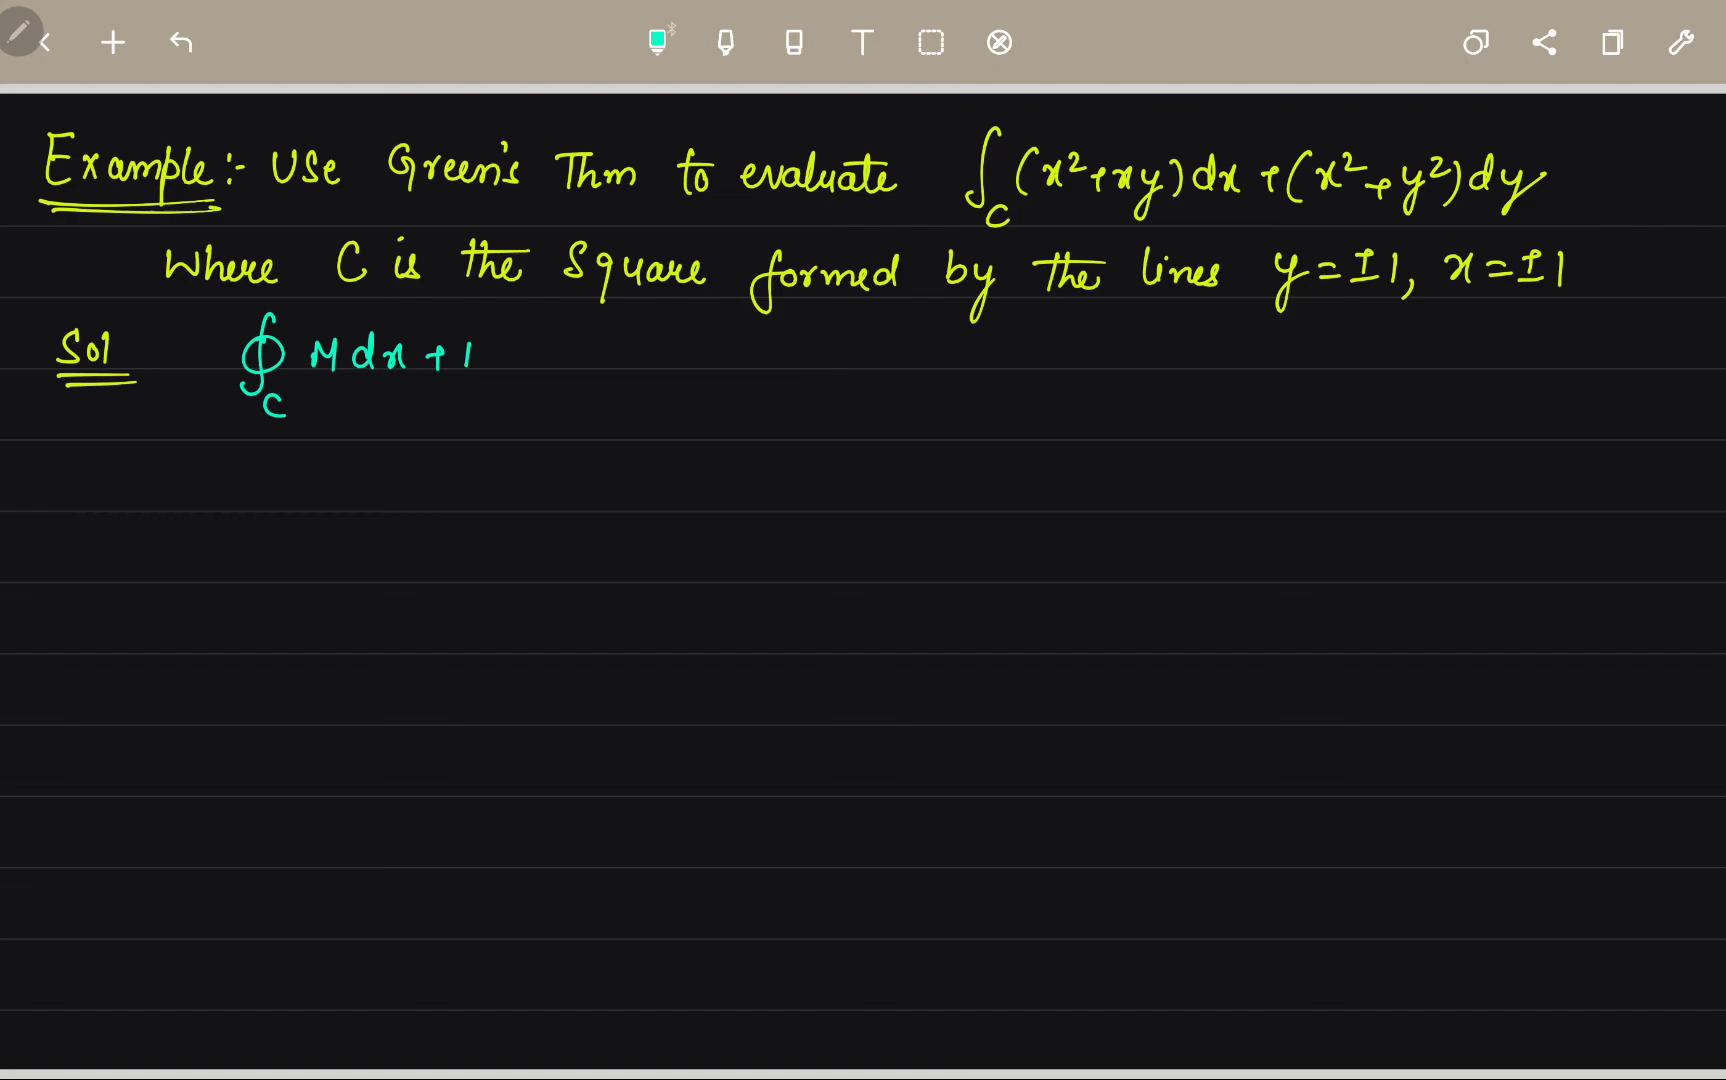 Example:- Use Green's Thm to evaluate ∫_C (x²+xy)dx+(x²+y²)dy
Where C is the Square formed by the lines y=±1, x=±1
Sol ∮_C M dx + 1